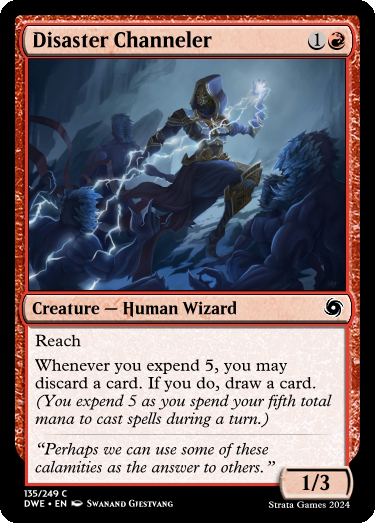 Disaster Channeler 1
Creature — Human Wizard
Reach
Whenever you expend 5, you may
discard a card. If you do, draw a card.
(You expend 5 as you spend your fifth total
mana to cast spells during a turn.)
“Perhaps we can use some of these
calamities as the answer to others.”
1/3
135/249 C
DWE • EN Swanand Giestvang Strata Games 2024